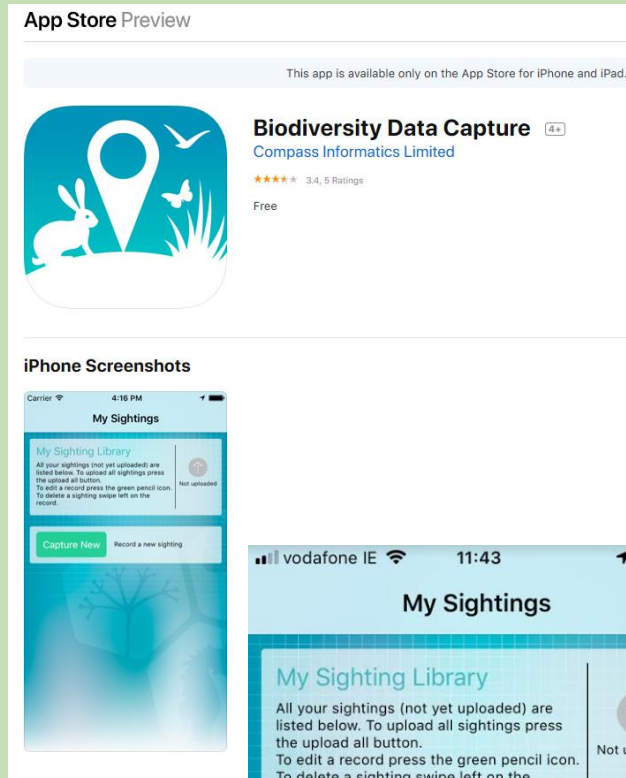 App Store Preview
This app is available only on the App Store for iPhone and iPad.
Biodiversity Data Capture 4+
Compass Informatics Limited
3.4, 5 Ratings
Free
iPhone Screenshots
Carrier 4:16 PM
My Sightings
My Sighting Library
All your sightings (not yet uploaded) are
listed below. To upload all sightings press
the upload all button.
To edit a record press the green pencil icon.
To delete a sighting swipe left on the
record.
Not uploaded
Capture New Record a new sighting
vodafone IE 11:43
My Sightings
My Sighting Library
All your sightings (not yet uploaded) are
listed below. To upload all sightings press
the upload all button.
To edit a record press the green pencil icon.
To delete a sighting swipe left on the
Not u